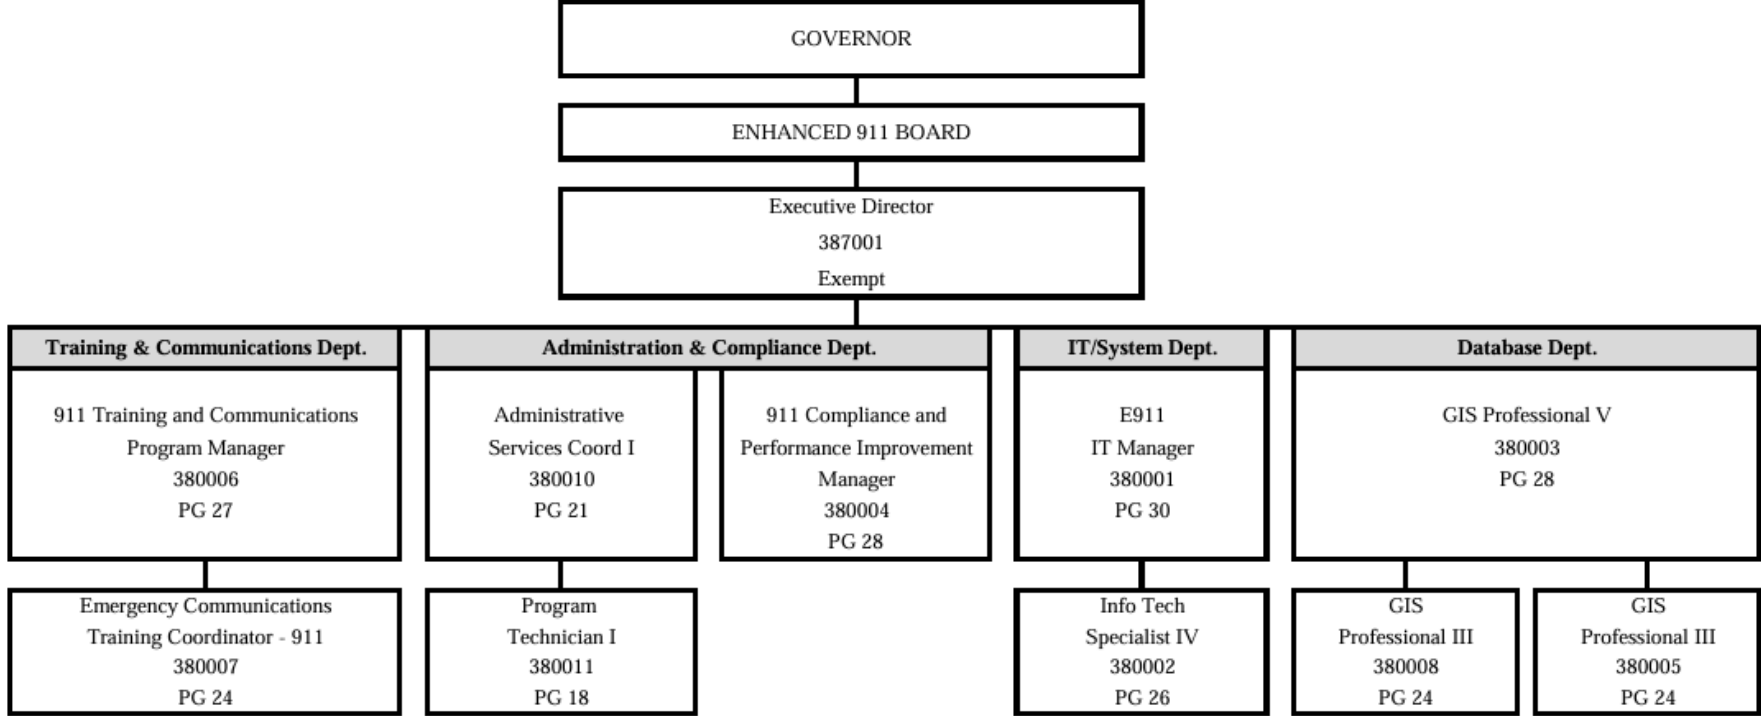 GOVERNOR
ENHANCED 911 BOARD
Executive Director
387001
Exempt
Training & Communications Dept.
911 Training and Communications
Program Manager
380006
PG 27
Emergency Communications
Training Coordinator - 911
380007
PG 24
Administration & Compliance Dept.
Administrative
Services Coord I
380010
PG 21
Program
Technician I
380011
PG 18
911 Compliance and
Performance Improvement
Manager
380004
PG 28
IT/System Dept.
E911
IT Manager
380001
PG 30
Info Tech
Specialist IV
380002
PG 26
Database Dept.
GIS Professional V
380003
PG 28
GIS
Professional III
380008
PG 24
GIS
Professional III
380005
PG 24